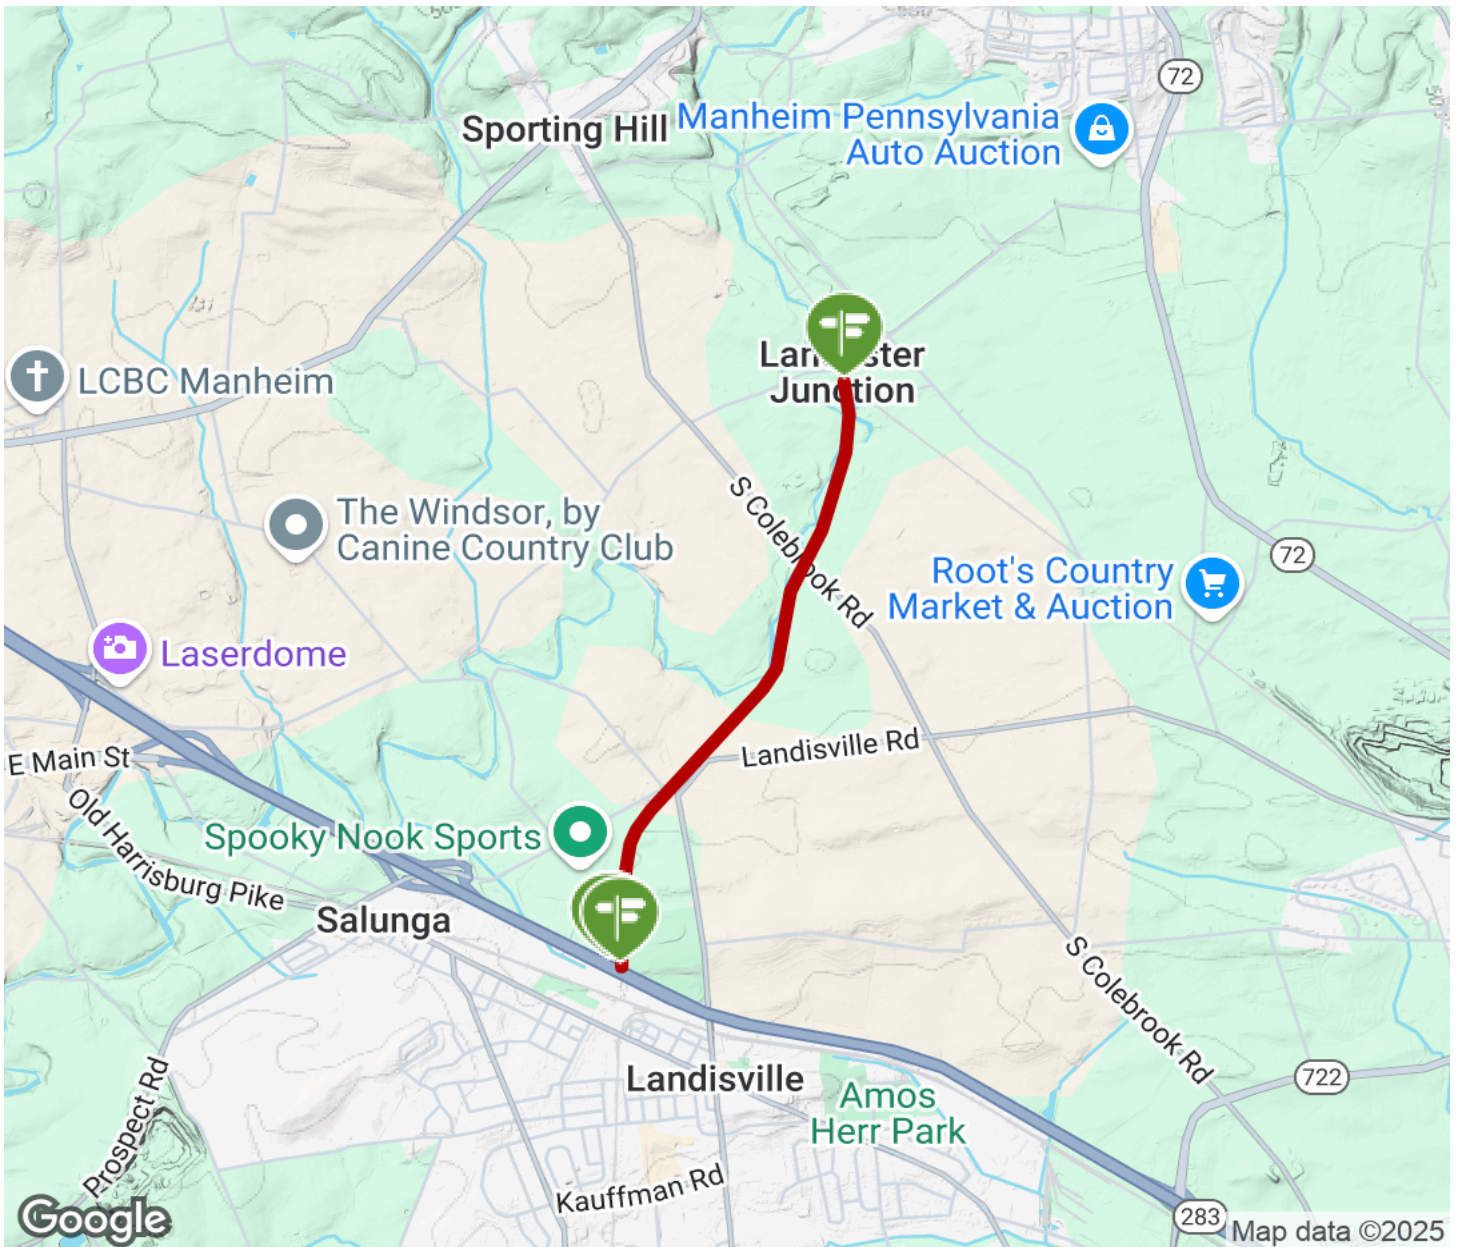 72
Sporting Hill
Manheim Pennsylvania
Auto Auction
Lancaster
Junction
LCBC Manheim
S Colebrook Rd
The Windsor, by
Canine Country Club
72
Root's Country
Market & Auction
Laserdome
Landisville Rd
E Main St
Old Harrisburg Pike
Spooky Nook Sports
Salunga
S Colebrook Rd
Landisville
Amos
Herr Park
722
Prospect Rd
Kauffman Rd
283
Google
Map data ©2025